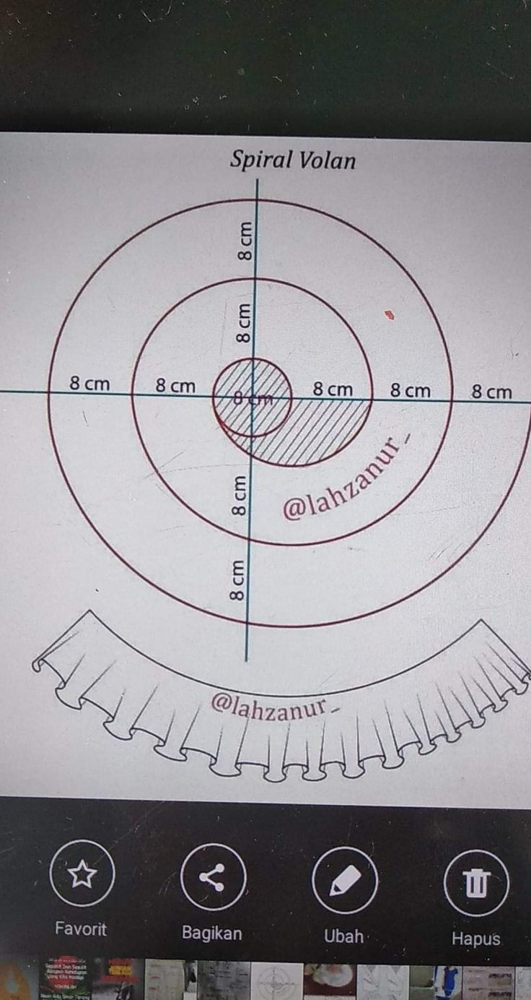 Spiral Volan
8 cm
8 cm
8 cm
8 cm
8 cm
8 cm
8 cm
8 cm
8 cm
@lahzanur_
8 cm
@lahzanur_
Favorit
Bagikan
Ubah
Hapus